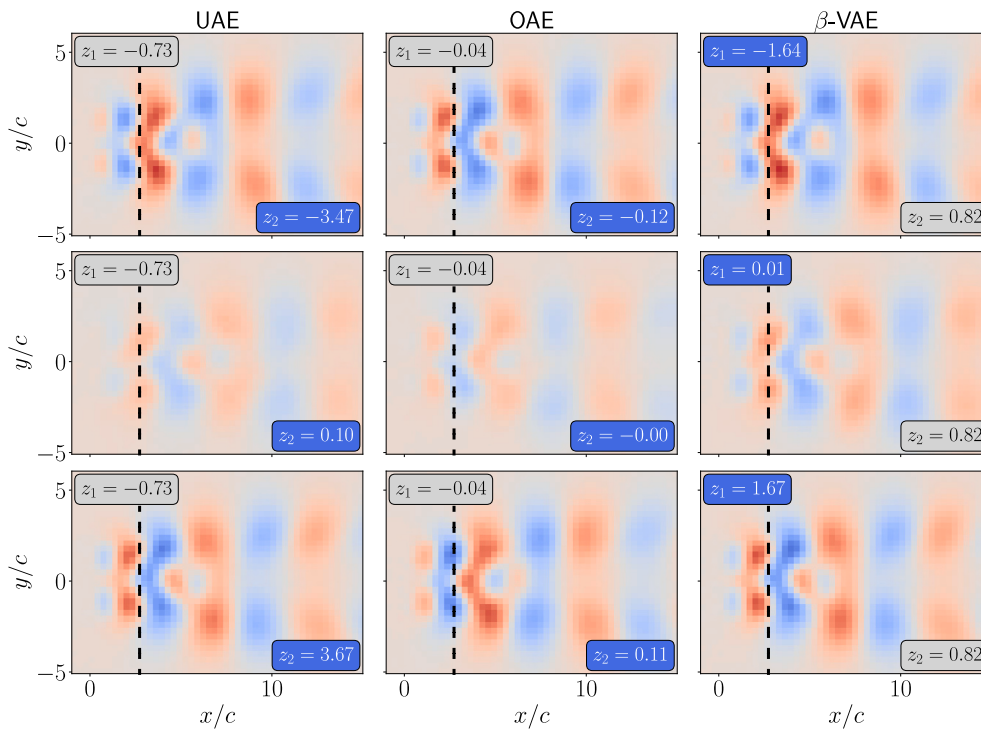 UAE OAE β-VAE
z₁ = −0.73 z₁ = −0.04 z₁ = −1.64
5
0
−5
y/c
z₂ = −3.47 z₂ = −0.12 z₂ = 0.82
z₁ = −0.73 z₁ = −0.04 z₁ = 0.01
5
0
−5
y/c
z₂ = 0.10 z₂ = −0.00 z₂ = 0.82
z₁ = −0.73 z₁ = −0.04 z₁ = 1.67
5
0
−5
y/c
z₂ = 3.67 z₂ = 0.11 z₂ = 0.82
0 10 0 10 0 10
x/c x/c x/c